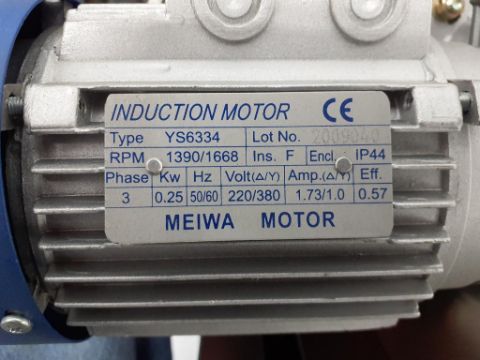 INDUCTION MOTOR CE
Type YS6334 Lot No. 2009040
RPM 1390/1668 Ins. F Encl. IP44
Phase Kw Hz Volt(Δ/Y) Amp.(Δ/Y) Eff.
3 0.25 50/60 220/380 1.73/1.0 0.57
MEIWA MOTOR